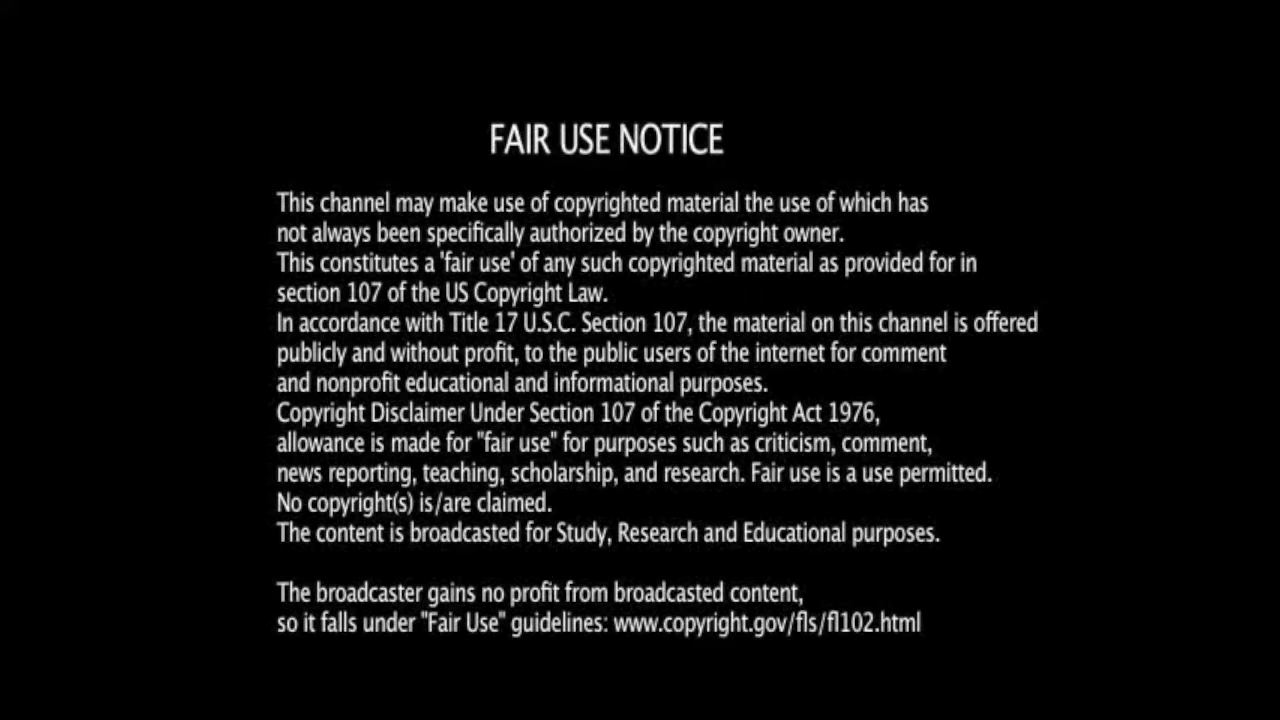 FAIR USE NOTICE
This channel may make use of copyrighted material the use of which has
not always been specifically authorized by the copyright owner.
This constitutes a 'fair use' of any such copyrighted material as provided for in
section 107 of the US Copyright Law.
In accordance with Title 17 U.S.C. Section 107, the material on this channel is offered
publicly and without profit, to the public users of the internet for comment
and nonprofit educational and informational purposes.
Copyright Disclaimer Under Section 107 of the Copyright Act 1976,
allowance is made for "fair use" for purposes such as criticism, comment,
news reporting, teaching, scholarship, and research. Fair use is a use permitted.
No copyright(s) is/are claimed.
The content is broadcasted for Study, Research and Educational purposes.
The broadcaster gains no profit from broadcasted content,
so it falls under "Fair Use" guidelines: www.copyright.gov/fls/fl102.html